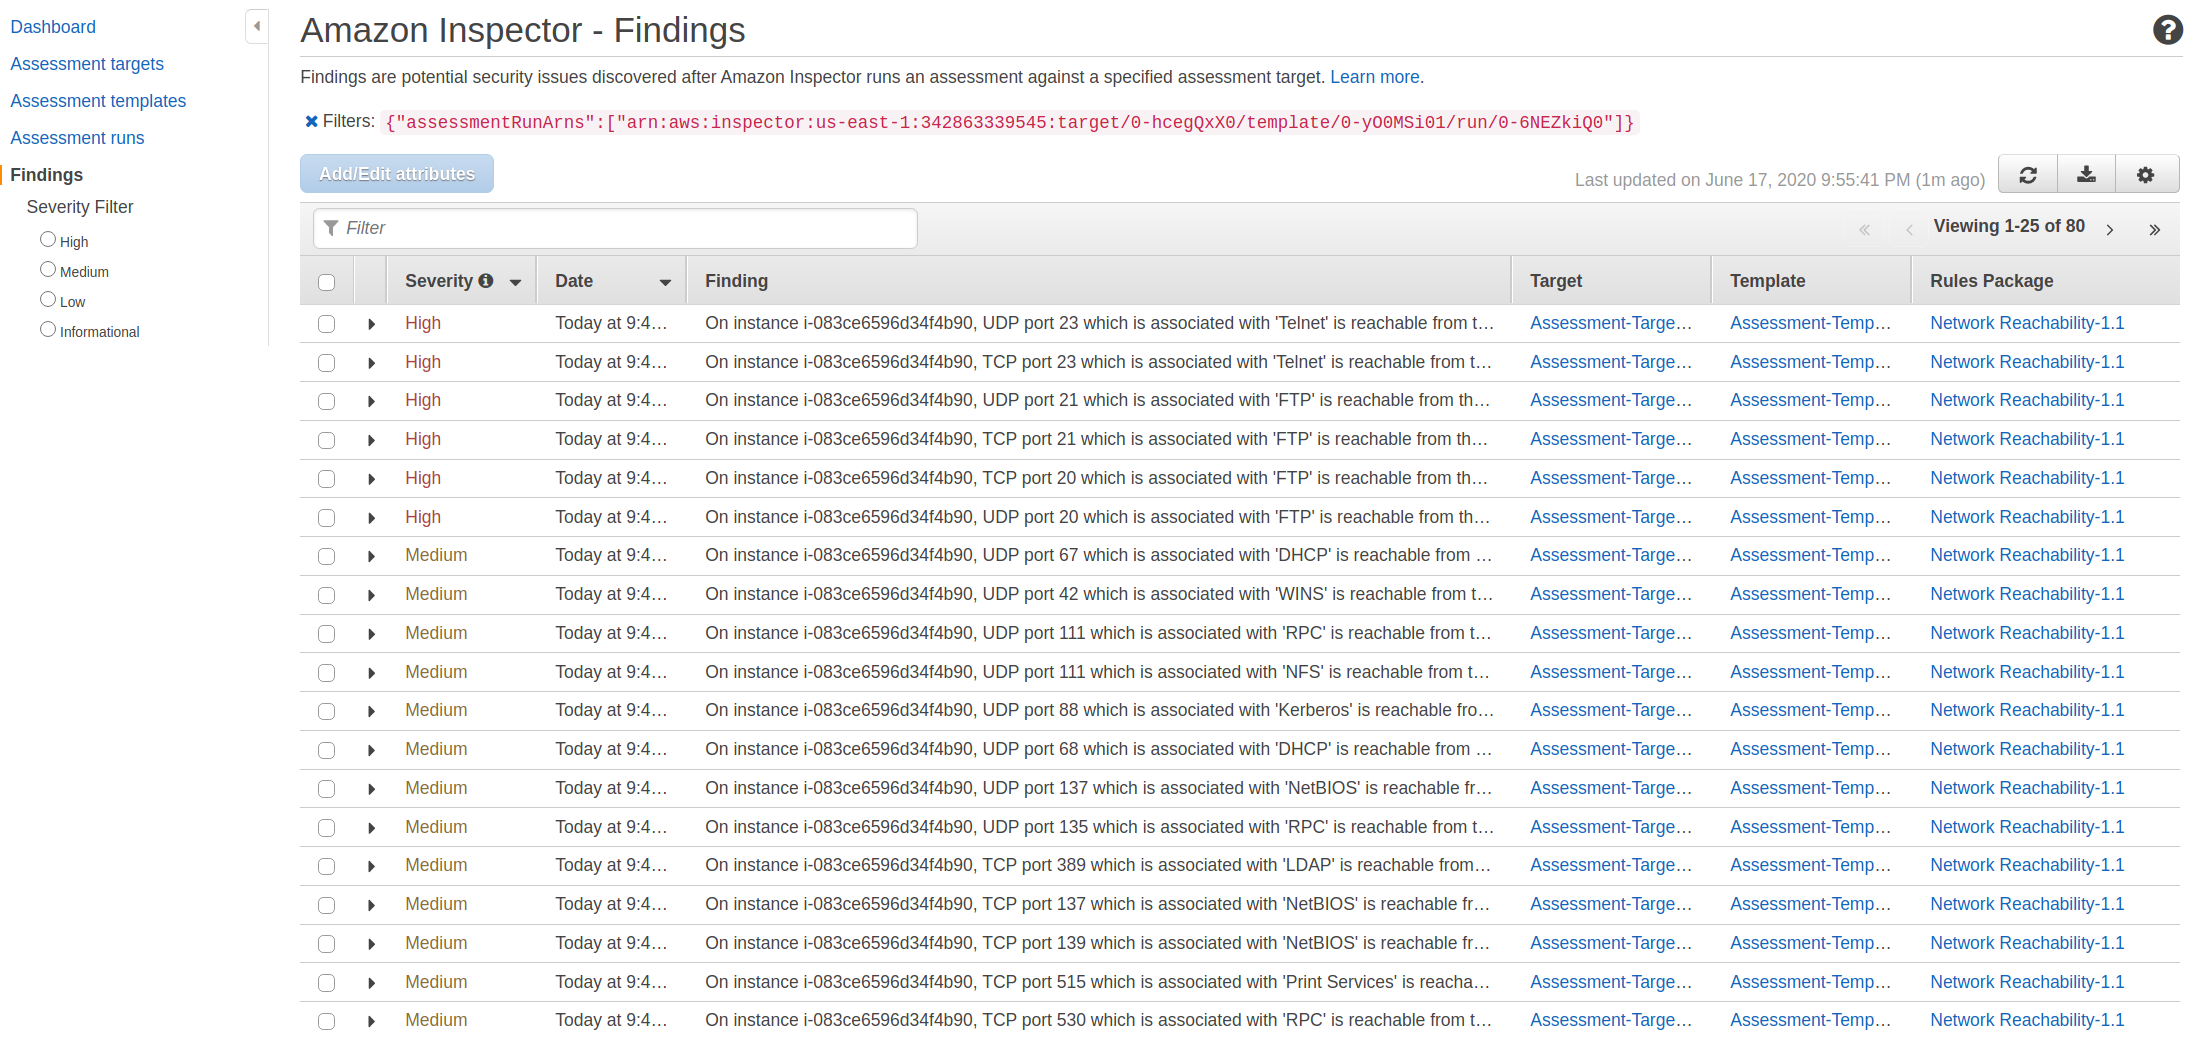 Dashboard
Assessment targets
Assessment templates
Assessment runs
Findings
Severity Filter
High
Medium
Low
Informational
Amazon Inspector - Findings
Findings are potential security issues discovered after Amazon Inspector runs an assessment against a specified assessment target. Learn more.
Filters: {"assessmentRunArns":["arn:aws:inspector:us-east-1:342863339545:target/0-hcegQxX0/template/0-yO0MSi01/run/0-6NEZkiQ0"]}
Add/Edit attributes
Last updated on June 17, 2020 9:55:41 PM (1m ago)
Filter
« ‹ Viewing 1-25 of 80 › »
Severity Date Finding Target Template Rules Package
High Today at 9:4… On instance i-083ce6596d34f4b90, UDP port 23 which is associated with 'Telnet' is reachable from t… Assessment-Targe… Assessment-Temp… Network Reachability-1.1
High Today at 9:4… On instance i-083ce6596d34f4b90, TCP port 23 which is associated with 'Telnet' is reachable from t… Assessment-Targe… Assessment-Temp… Network Reachability-1.1
High Today at 9:4… On instance i-083ce6596d34f4b90, UDP port 21 which is associated with 'FTP' is reachable from th… Assessment-Targe… Assessment-Temp… Network Reachability-1.1
High Today at 9:4… On instance i-083ce6596d34f4b90, TCP port 21 which is associated with 'FTP' is reachable from th… Assessment-Targe… Assessment-Temp… Network Reachability-1.1
High Today at 9:4… On instance i-083ce6596d34f4b90, TCP port 20 which is associated with 'FTP' is reachable from th… Assessment-Targe… Assessment-Temp… Network Reachability-1.1
High Today at 9:4… On instance i-083ce6596d34f4b90, UDP port 20 which is associated with 'FTP' is reachable from th… Assessment-Targe… Assessment-Temp… Network Reachability-1.1
Medium Today at 9:4… On instance i-083ce6596d34f4b90, UDP port 67 which is associated with 'DHCP' is reachable from … Assessment-Targe… Assessment-Temp… Network Reachability-1.1
Medium Today at 9:4… On instance i-083ce6596d34f4b90, UDP port 42 which is associated with 'WINS' is reachable from t… Assessment-Targe… Assessment-Temp… Network Reachability-1.1
Medium Today at 9:4… On instance i-083ce6596d34f4b90, UDP port 111 which is associated with 'RPC' is reachable from t… Assessment-Targe… Assessment-Temp… Network Reachability-1.1
Medium Today at 9:4… On instance i-083ce6596d34f4b90, UDP port 111 which is associated with 'NFS' is reachable from t… Assessment-Targe… Assessment-Temp… Network Reachability-1.1
Medium Today at 9:4… On instance i-083ce6596d34f4b90, UDP port 88 which is associated with 'Kerberos' is reachable fro… Assessment-Targe… Assessment-Temp… Network Reachability-1.1
Medium Today at 9:4… On instance i-083ce6596d34f4b90, UDP port 68 which is associated with 'DHCP' is reachable from … Assessment-Targe… Assessment-Temp… Network Reachability-1.1
Medium Today at 9:4… On instance i-083ce6596d34f4b90, UDP port 137 which is associated with 'NetBIOS' is reachable fr… Assessment-Targe… Assessment-Temp… Network Reachability-1.1
Medium Today at 9:4… On instance i-083ce6596d34f4b90, UDP port 135 which is associated with 'RPC' is reachable from t… Assessment-Targe… Assessment-Temp… Network Reachability-1.1
Medium Today at 9:4… On instance i-083ce6596d34f4b90, TCP port 389 which is associated with 'LDAP' is reachable from… Assessment-Targe… Assessment-Temp… Network Reachability-1.1
Medium Today at 9:4… On instance i-083ce6596d34f4b90, TCP port 137 which is associated with 'NetBIOS' is reachable fr… Assessment-Targe… Assessment-Temp… Network Reachability-1.1
Medium Today at 9:4… On instance i-083ce6596d34f4b90, TCP port 139 which is associated with 'NetBIOS' is reachable fr… Assessment-Targe… Assessment-Temp… Network Reachability-1.1
Medium Today at 9:4… On instance i-083ce6596d34f4b90, TCP port 515 which is associated with 'Print Services' is reacha… Assessment-Targe… Assessment-Temp… Network Reachability-1.1
Medium Today at 9:4… On instance i-083ce6596d34f4b90, TCP port 530 which is associated with 'RPC' is reachable from t… Assessment-Targe… Assessment-Temp… Network Reachability-1.1